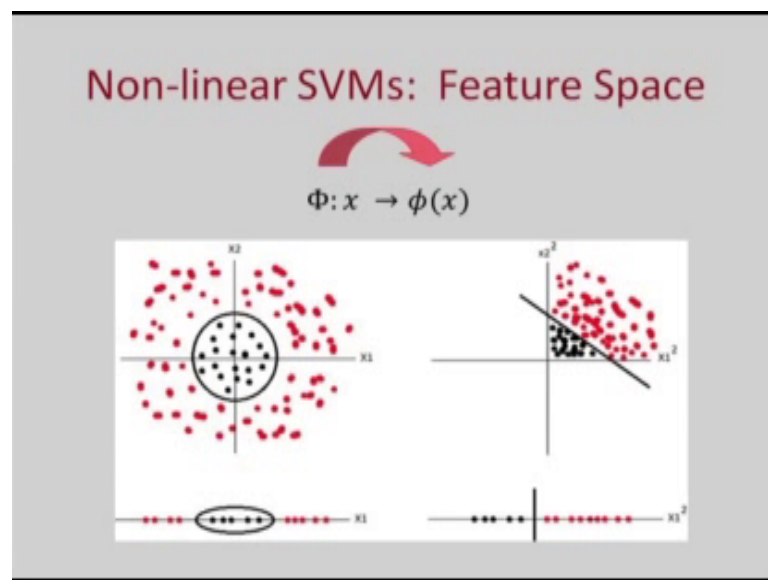 Non-linear SVMs: Feature Space
Φ: x → ϕ(x)
X2
X1
X2²
X1²
X1
X1²